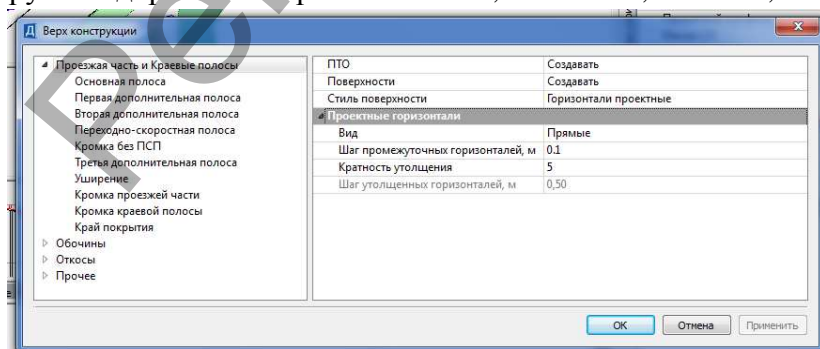 Верх конструкции
Проезжая часть и Краевые полосы
Основная полоса
Первая дополнительная полоса
Вторая дополнительная полоса
Переходно-скоростная полоса
Кромка без ПСП
Третья дополнительная полоса
Уширение
Кромка проезжей части
Кромка краевой полосы
Край покрытия
Обочины
Откосы
Прочее
ПТО Создавать
Поверхности Создавать
Стиль поверхности Горизонтали проектные
Проектные горизонтали
Вид Прямые
Шаг промежуточных горизонталей, м 0.1
Кратность утолщения 5
Шаг утолщенных горизонталей, м 0,50
ОК Отмена Применить